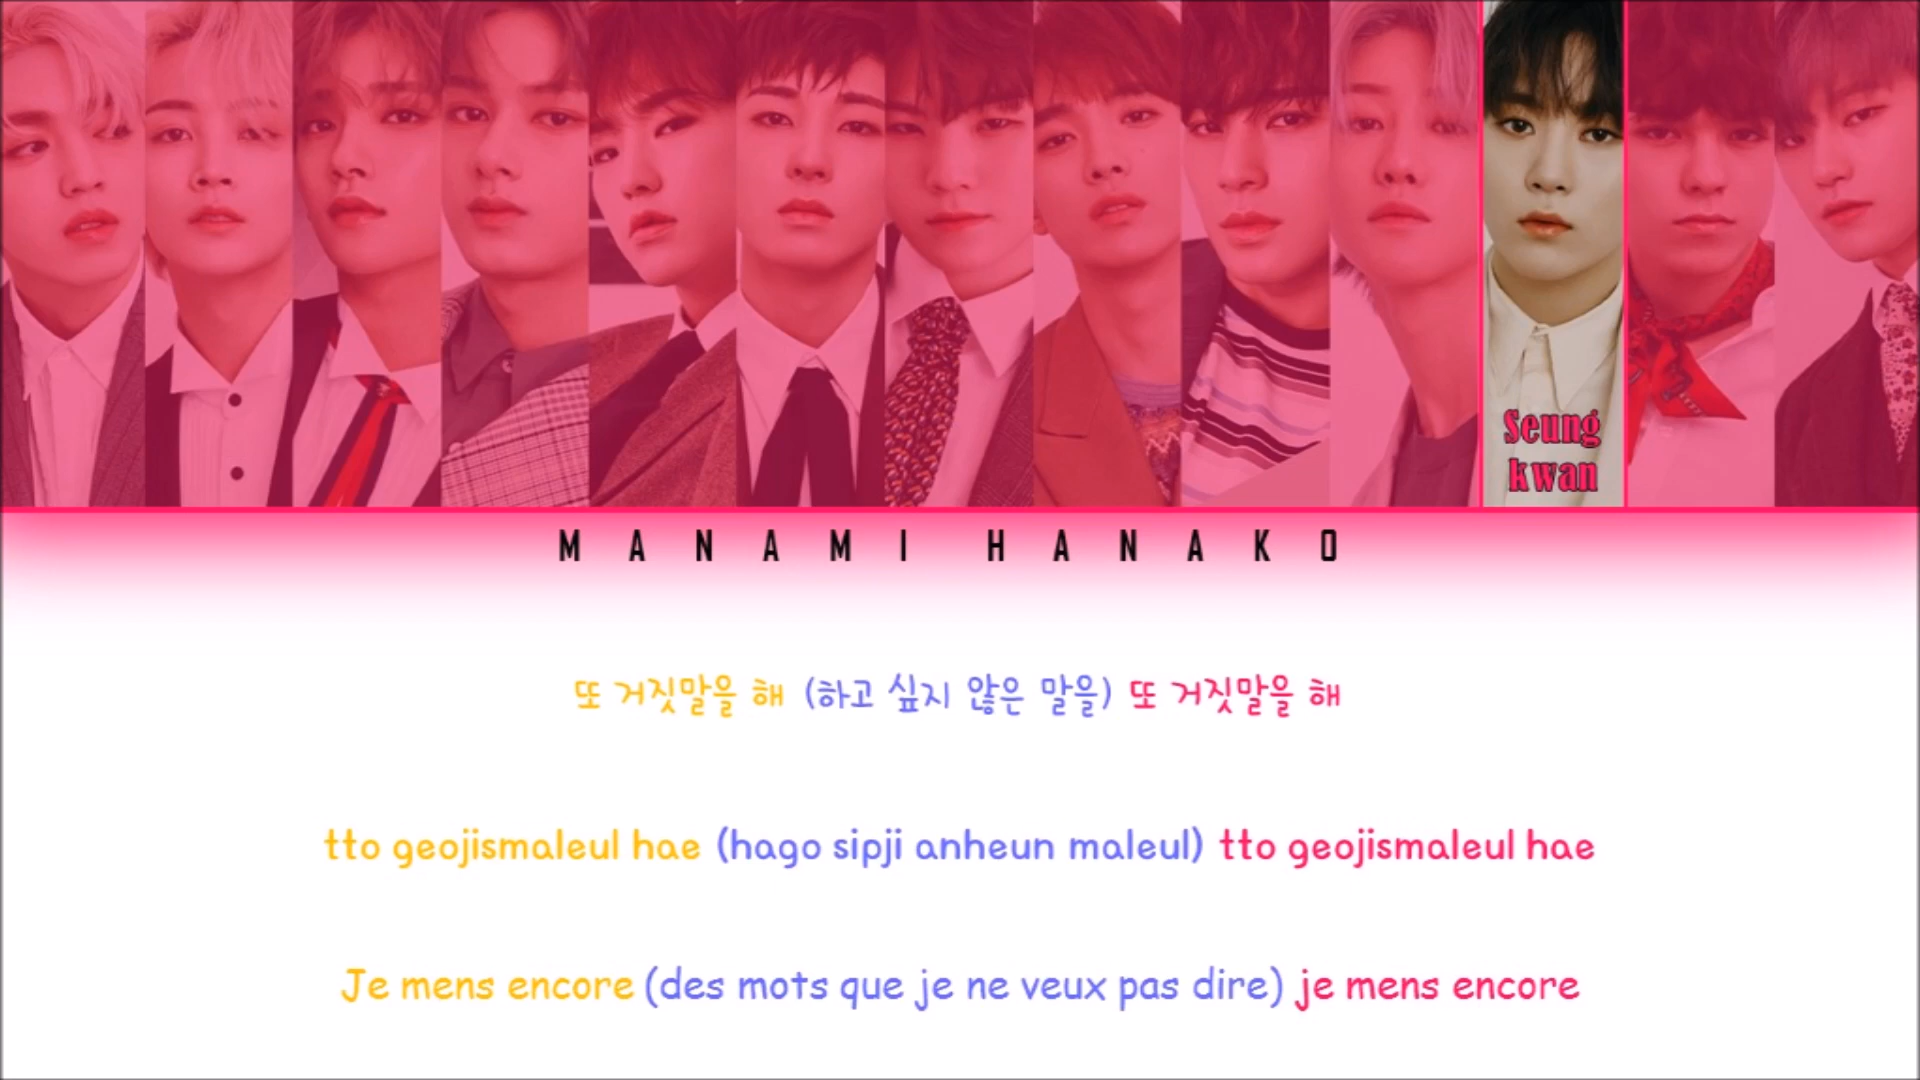 Seung
kwan
MANAMI HANAKO
또 거짓말을 해 (하고 싶지 않은 말을) 또 거짓말을 해
tto geojismaleul hae (hago sipji anheun maleul) tto geojismaleul hae
Je mens encore (des mots que je ne veux pas dire) je mens encore